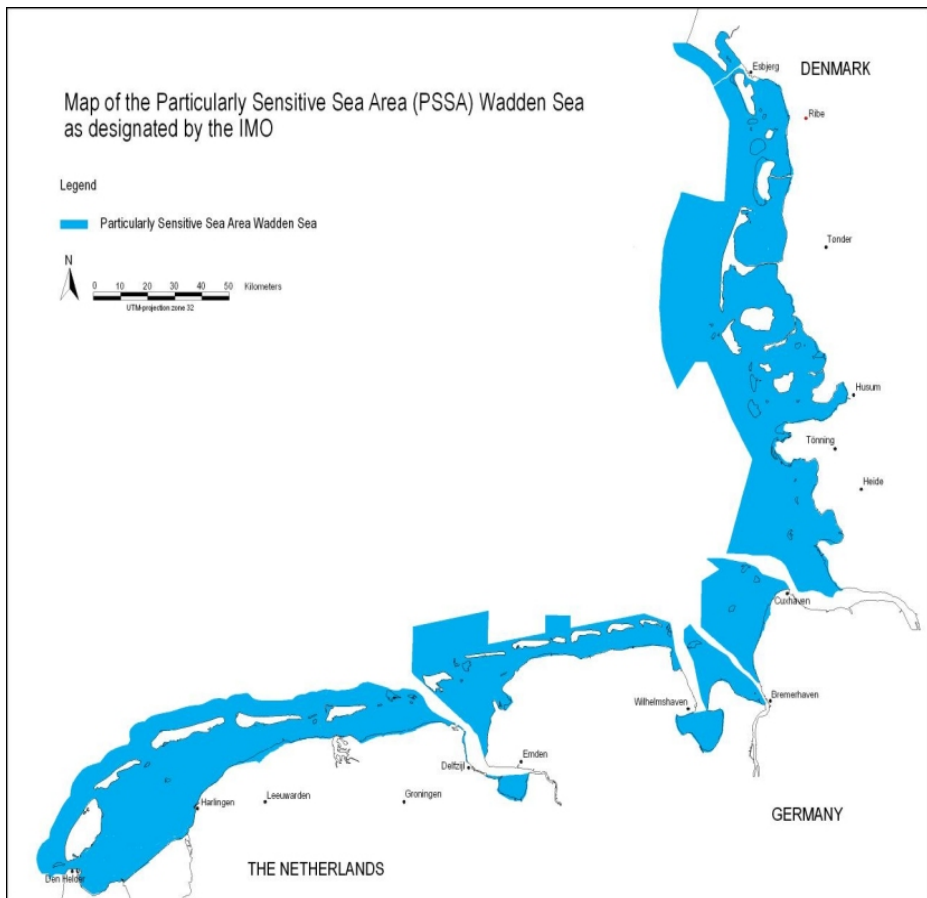 Map of the Particularly Sensitive Sea Area (PSSA) Wadden Sea
as designated by the IMO
Legend
Particularly Sensitive Sea Area Wadden Sea
N
0 10 20 30 40 50 Kilometers
UTM-projection zone 32
Esbjerg
DENMARK
Ribe
Tonder
Husum
Tönning
Heide
Cuxhaven
Wilhelmshaven
Bremerhaven
Delfzijl
Emden
Harlingen
Leeuwarden
Groningen
GERMANY
THE NETHERLANDS
Den Helder